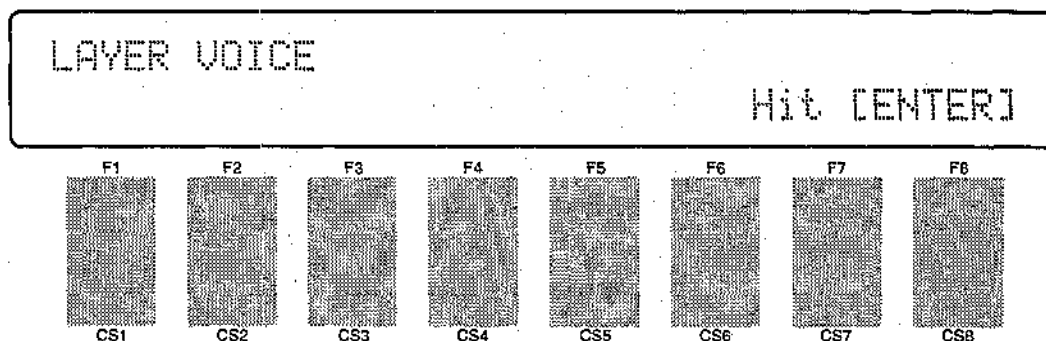 LAYER VOICE
Hit [ENTER]
F1 F2 F3 F4 F5 F6 F7 F8
CS1 CS2 CS3 CS4 CS5 CS6 CS7 CS8